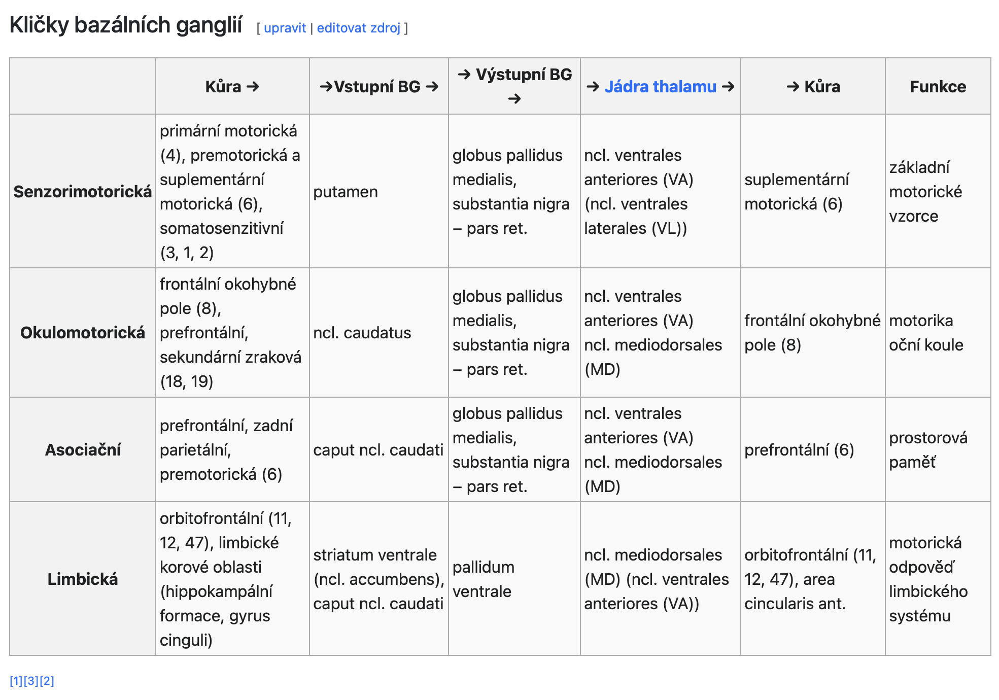 Kličky bazálních ganglií [ upravit | editovat zdroj ]
Kůra →
→Vstupní BG →
→ Výstupní BG
→
→ Jádra thalamu →
→ Kůra
Funkce
Senzorimotorická
primární motorická
(4), premotorická a
suplementární
motorická (6),
somatosenzitivní
(3, 1, 2)
putamen
globus pallidus
medialis,
substantia nigra
– pars ret.
ncl. ventrales
anteriores (VA)
(ncl. ventrales
laterales (VL))
suplementární
motorická (6)
základní
motorické
vzorce
Okulomotorická
frontální okohybné
pole (8),
prefrontální,
sekundární zraková
(18, 19)
ncl. caudatus
globus pallidus
medialis,
substantia nigra
– pars ret.
ncl. ventrales
anteriores (VA)
ncl. mediodorsales
(MD)
frontální okohybné
pole (8)
motorika
oční koule
Asociační
prefrontální, zadní
parietální,
premotorická (6)
caput ncl. caudati
globus pallidus
medialis,
substantia nigra
– pars ret.
ncl. ventrales
anteriores (VA)
ncl. mediodorsales
(MD)
prefrontální (6)
prostorová
paměť
Limbická
orbitofrontální (11,
12, 47), limbické
korové oblasti
(hippokampální
formace, gyrus
cinguli)
striatum ventrale
(ncl. accumbens),
caput ncl. caudati
pallidum
ventrale
ncl. mediodorsales
(MD) (ncl. ventrales
anteriores (VA))
orbitofrontální (11,
12, 47), area
cincularis ant.
motorická
odpověď
limbického
systému
[1][3][2]